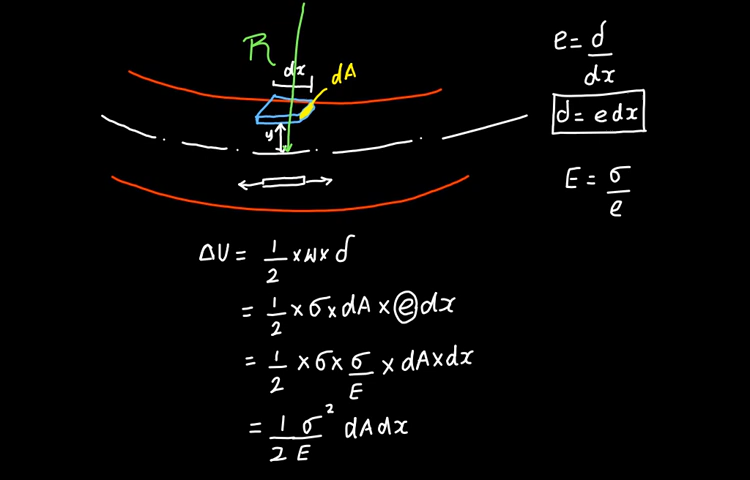 R
dx
dA
y
e = d/dx
d = e dx
E = σ/e
ΔU = 1/2 × W × d
= 1/2 × σ × dA × e dx
= 1/2 × σ × σ/E × dA × dx
= 1/2 σ²/E dA dx